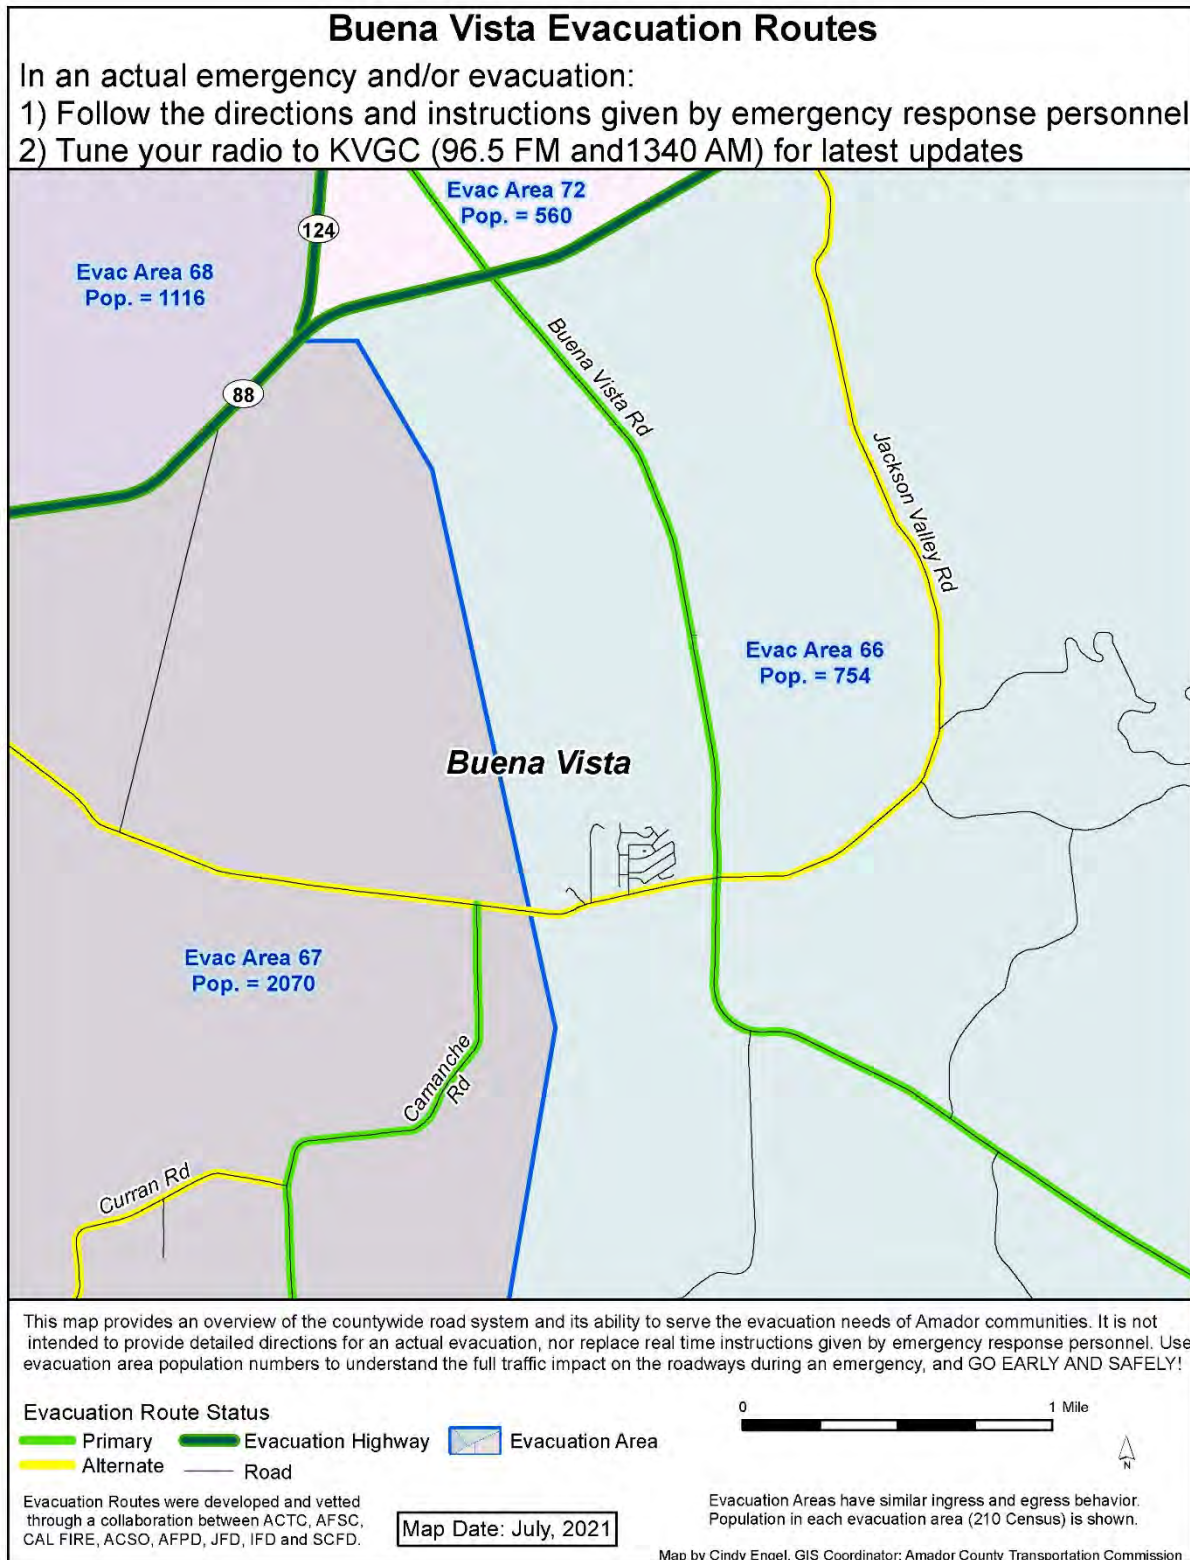 Buena Vista Evacuation Routes
In an actual emergency and/or evacuation:
1) Follow the directions and instructions given by emergency response personnel
2) Tune your radio to KVGC (96.5 FM and1340 AM) for latest updates
Evac Area 72
Pop. = 560
124
Evac Area 68
Pop. = 1116
Buena Vista Rd
88
Jackson Valley Rd
Evac Area 66
Pop. = 754
Buena Vista
Evac Area 67
Pop. = 2070
Camanche
Rd
Curran Rd
This map provides an overview of the countywide road system and its ability to serve the evacuation needs of Amador communities. It is not
intended to provide detailed directions for an actual evacuation, nor replace real time instructions given by emergency response personnel. Use
evacuation area population numbers to understand the full traffic impact on the roadways during an emergency, and GO EARLY AND SAFELY!
Evacuation Route Status
Primary
Evacuation Highway
Evacuation Area
Alternate
Road
0
1 Mile
N
Evacuation Routes were developed and vetted
through a collaboration between ACTC, AFSC,
CAL FIRE, ACSO, AFPD, JFD, IFD and SCFD.
Map Date: July, 2021
Evacuation Areas have similar ingress and egress behavior.
Population in each evacuation area (210 Census) is shown.
Map by Cindy Engel, GIS Coordinator: Amador County Transportation Commission